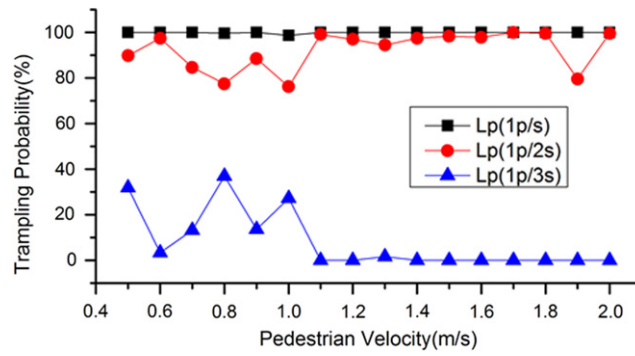 Trampling Probability(%)
100
80
60
40
20
0
Lp(1p/s)
Lp(1p/2s)
Lp(1p/3s)
0.4 0.6 0.8 1.0 1.2 1.4 1.6 1.8 2.0
Pedestrian Velocity(m/s)